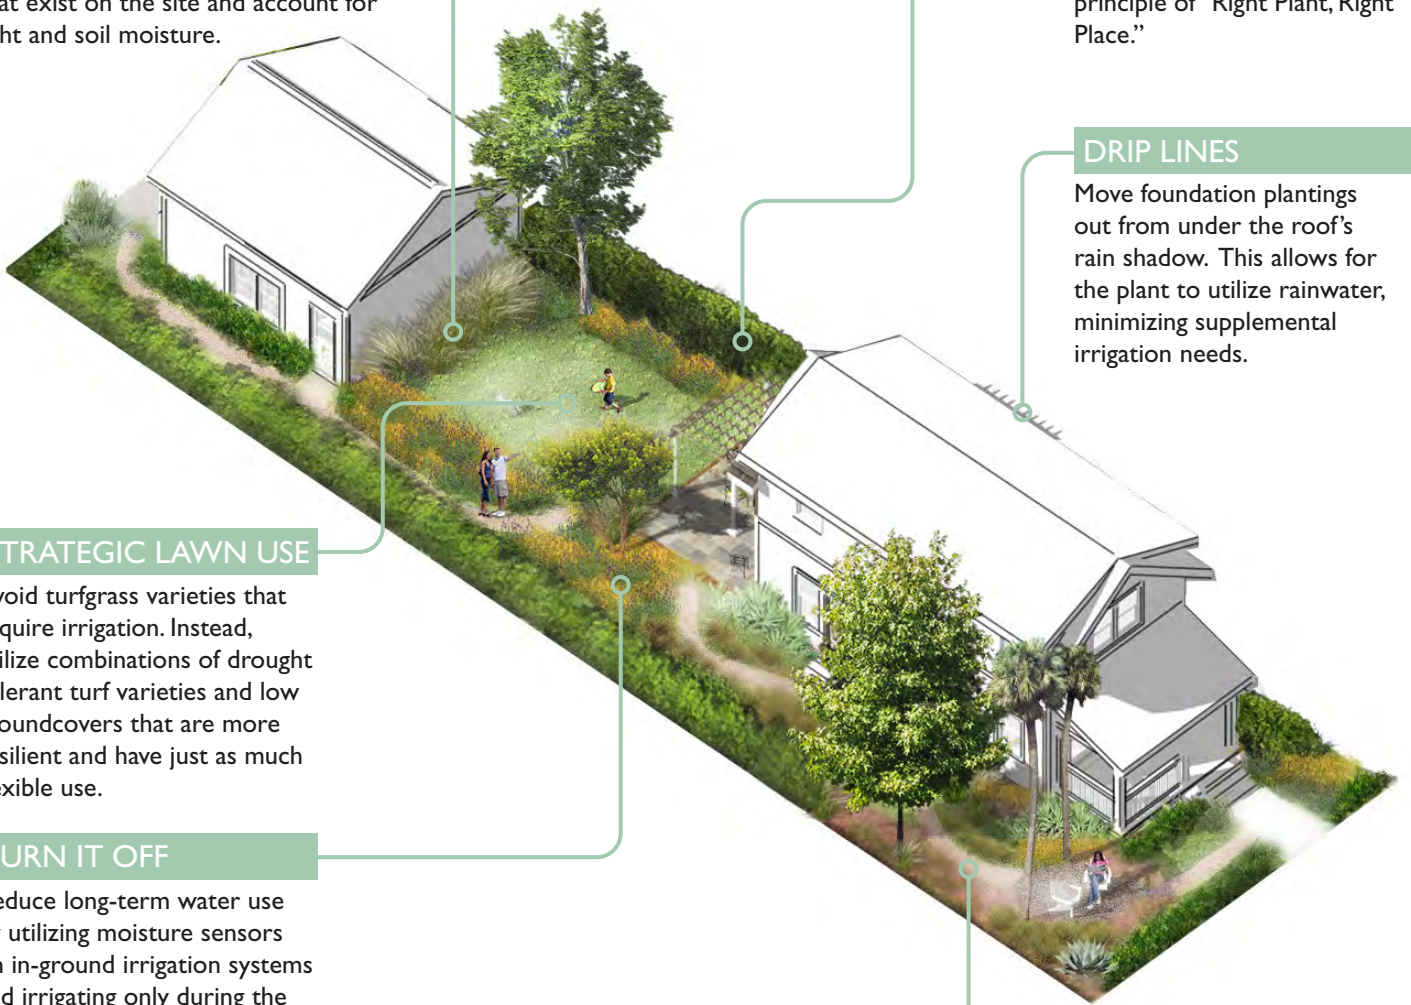 at exist on the site and account for
ht and soil moisture.
principle of “Right Plant, Right
Place.”
DRIP LINES
Move foundation plantings
out from under the roof’s
rain shadow. This allows for
the plant to utilize rainwater,
minimizing supplemental
irrigation needs.
TRATEGIC LAWN USE
void turfgrass varieties that
quire irrigation. Instead,
ilize combinations of drought
lerant turf varieties and low
oundcovers that are more
silient and have just as much
exible use.
URN IT OFF
educe long-term water use
y utilizing moisture sensors
n in-ground irrigation systems
d irrigating only during the